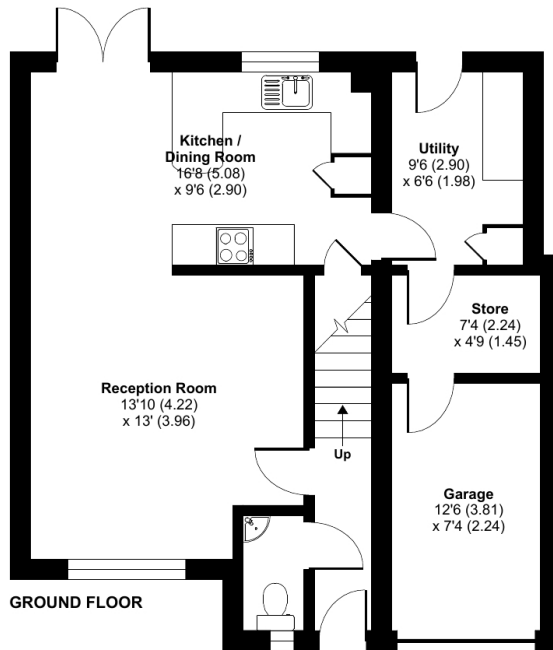 Kitchen /
Dining Room
16'8 (5.08)
x 9'6 (2.90)
Utility
9'6 (2.90)
x 6'6 (1.98)
Store
7'4 (2.24)
x 4'9 (1.45)
Reception Room
13'10 (4.22)
x 13' (3.96)
Up
Garage
12'6 (3.81)
x 7'4 (2.24)
GROUND FLOOR